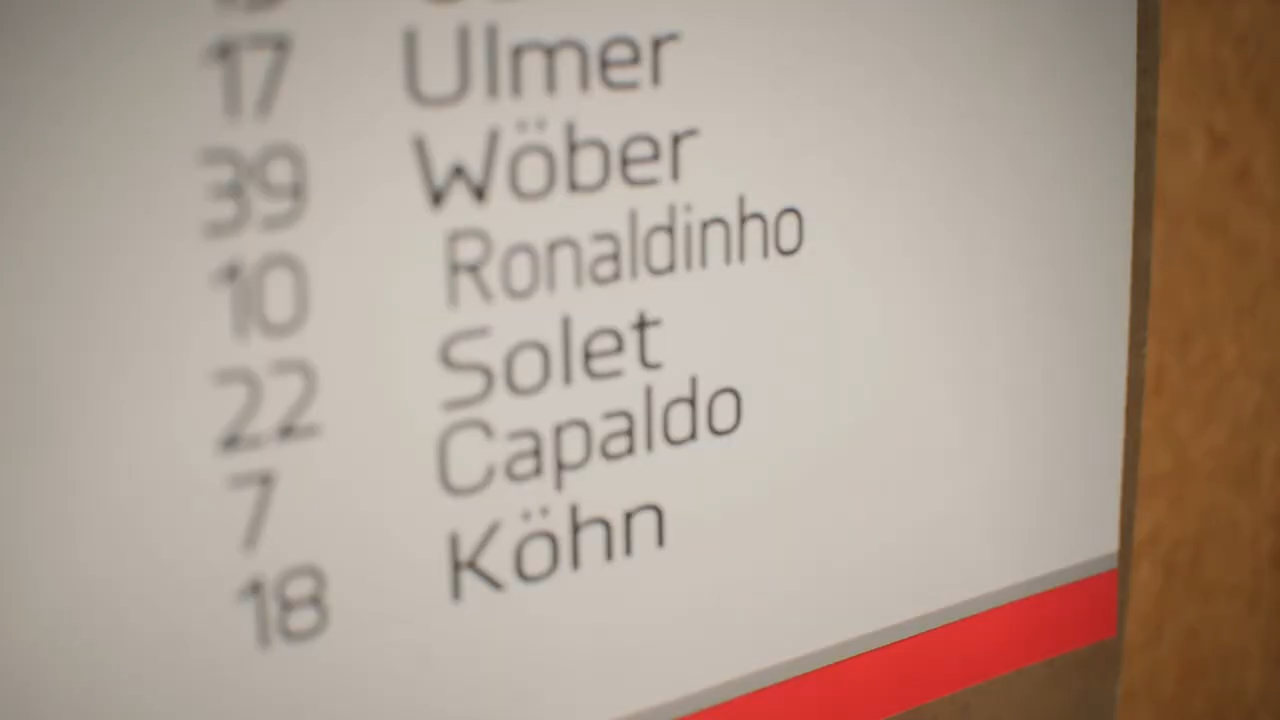 17 Ulmer
39 Wöber
10 Ronaldinho
22 Solet
7 Capaldo
18 Köhn